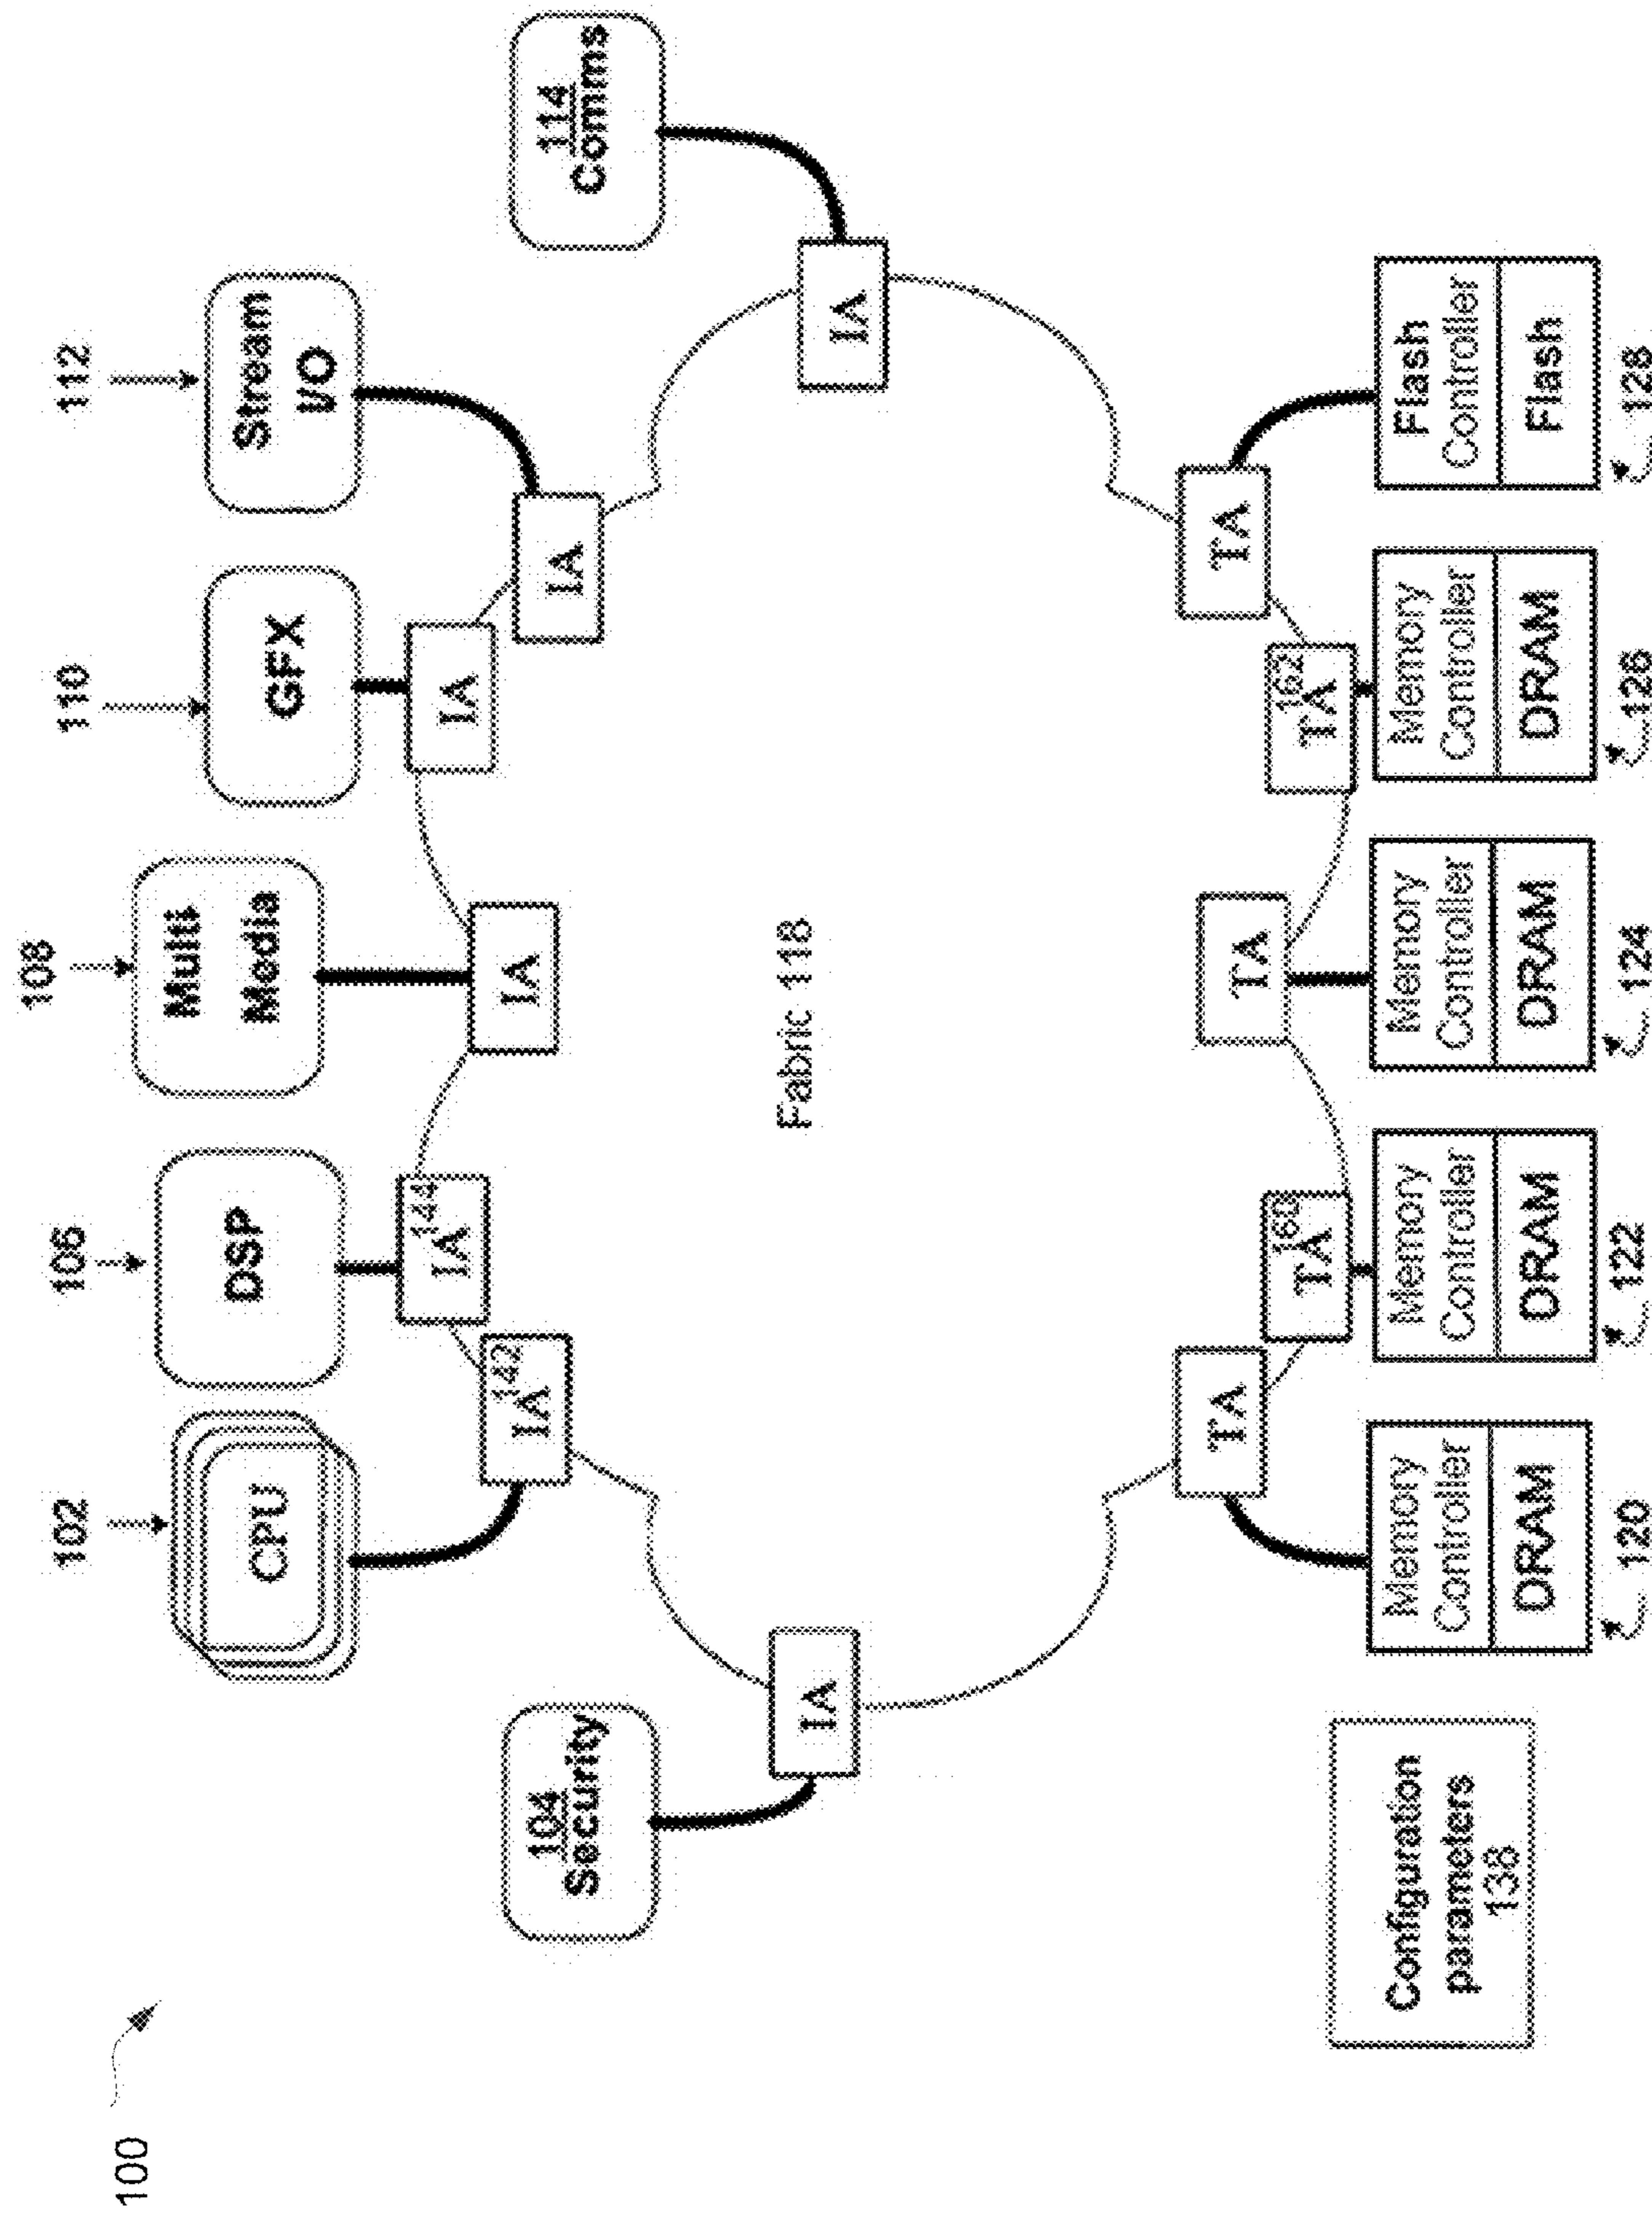 100
102
106
108
110
112
CPU
DSP
Multi
Media
GFX
Stream
I/O
104
Security
114
Comms
IA
142
IA
144
IA
IA
IA
IA
IA
Fabric 118
TA
TA
160
TA
TA
162
TA
Configuration
parameters
138
Memory
Controller
DRAM
120
Memory
Controller
DRAM
122
Memory
Controller
DRAM
124
Memory
Controller
DRAM
126
Flash
Controller
Flash
128